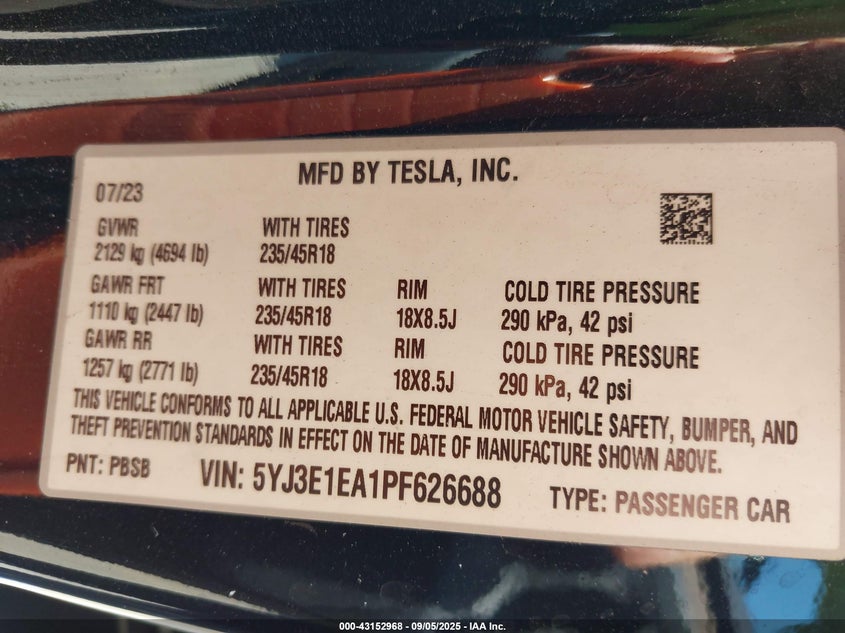 MFD BY TESLA, INC.
07/23
GVWR WITH TIRES
2129 kg (4694 lb) 235/45R18
GAWR FRT WITH TIRES RIM COLD TIRE PRESSURE
1110 kg (2447 lb) 235/45R18 18X8.5J 290 kPa, 42 psi
GAWR RR WITH TIRES RIM COLD TIRE PRESSURE
1257 kg (2771 lb) 235/45R18 18X8.5J 290 kPa, 42 psi
THIS VEHICLE CONFORMS TO ALL APPLICABLE U.S. FEDERAL MOTOR VEHICLE SAFETY, BUMPER, AND
THEFT PREVENTION STANDARDS IN EFFECT ON THE DATE OF MANUFACTURE SHOWN ABOVE.
PNT: PBSB VIN: 5YJ3E1EA1PF626688 TYPE: PASSENGER CAR
000-43152968 - 09/05/2025 - IAA Inc.